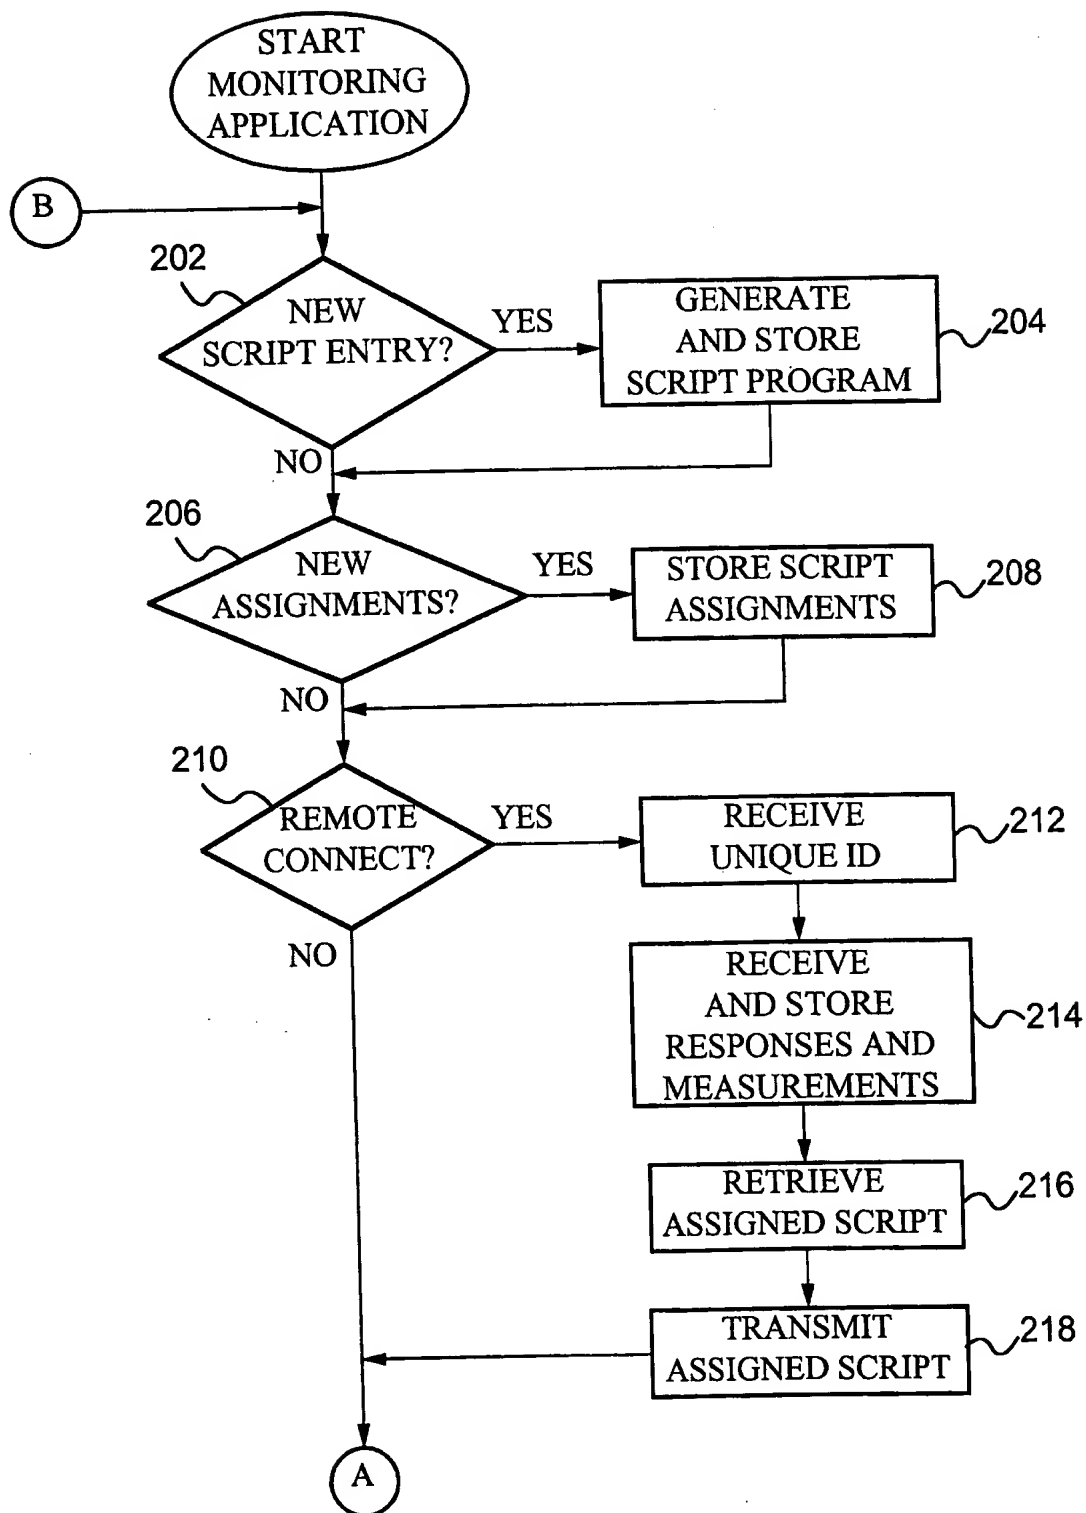 START
MONITORING
APPLICATION
B
202
NEW
SCRIPT ENTRY?
YES
GENERATE
AND STORE
SCRIPT PROGRAM
204
NO
206
NEW
ASSIGNMENTS?
YES
STORE SCRIPT
ASSIGNMENTS
208
NO
210
REMOTE
CONNECT?
YES
RECEIVE
UNIQUE ID
212
NO
RECEIVE
AND STORE
RESPONSES AND
MEASUREMENTS
214
RETRIEVE
ASSIGNED SCRIPT
216
TRANSMIT
ASSIGNED SCRIPT
218
A